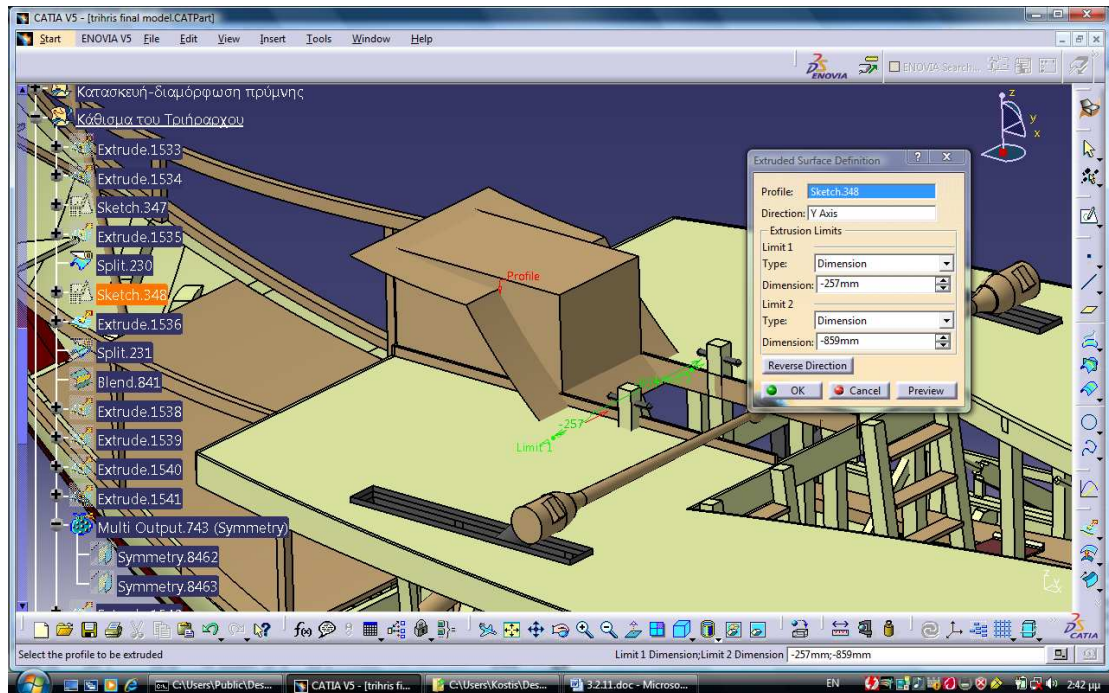 CATIA V5 - [trihris final model.CATPart]
Start ENOVIA V5 File Edit View Insert Tools Window Help
ENOVIA
ENOVIA Search...
Κατασκευή-διαμόρφωση πρύμνης
Κάθισμα του Τριήραρχου
Extrude.1533
Extrude.1534
Sketch.347
Extrude.1535
Split.230
Sketch.348
Extrude.1536
Split.231
Blend.841
Extrude.1538
Extrude.1539
Extrude.1540
Extrude.1541
Multi Output.743 (Symmetry)
Symmetry.8462
Symmetry.8463
z
y
x
Profile
-257
Limit 1
Extruded Surface Definition
Profile: Sketch.348
Direction: Y Axis
Extrusion Limits
Limit 1
Type: Dimension
Dimension: -257mm
Limit 2
Type: Dimension
Dimension: -859mm
Reverse Direction
OK Cancel Preview
f(x)
CATIA
Select the profile to be extruded
Limit 1 Dimension;Limit 2 Dimension -257mm;-859mm
C:\Users\Public\Des...
CATIA V5 - [trihris fi...
C:\Users\Kostis\Des...
3.2.11.doc - Microso...
EN
2:42 μμ